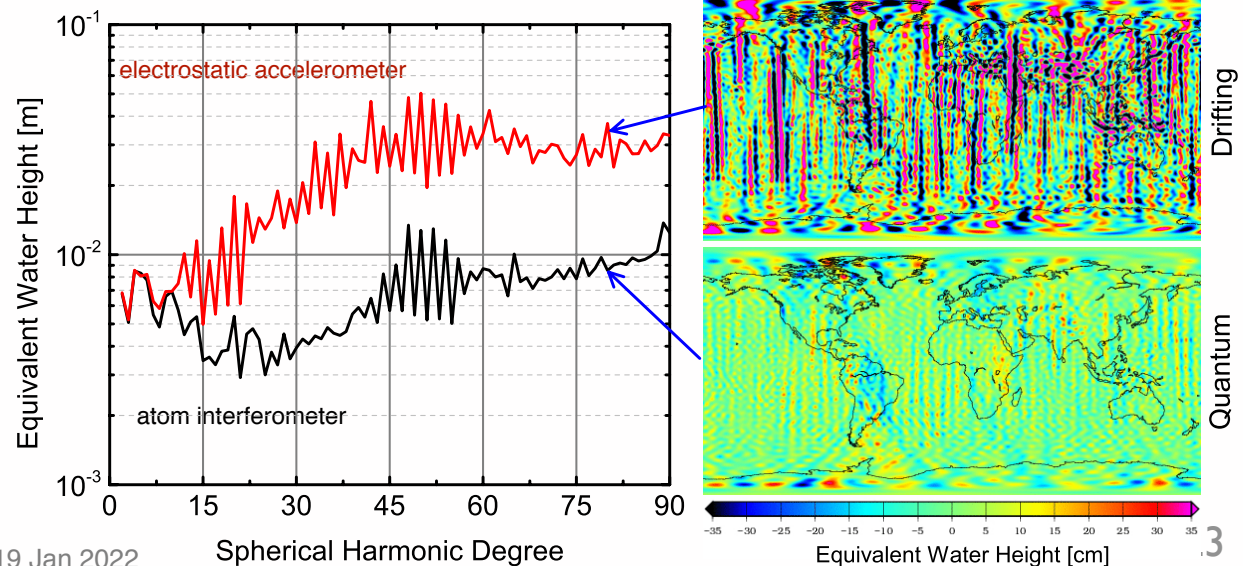 10⁻¹
10⁻²
10⁻³
Equivalent Water Height [m]
electrostatic accelerometer
atom interferometer
0 15 30 45 60 75 90
Spherical Harmonic Degree
Drifting
Quantum
-35 -30 -25 -20 -15 -10 -5 0 5 10 15 20 25 30 35
Equivalent Water Height [cm]
19 Jan 2022
3